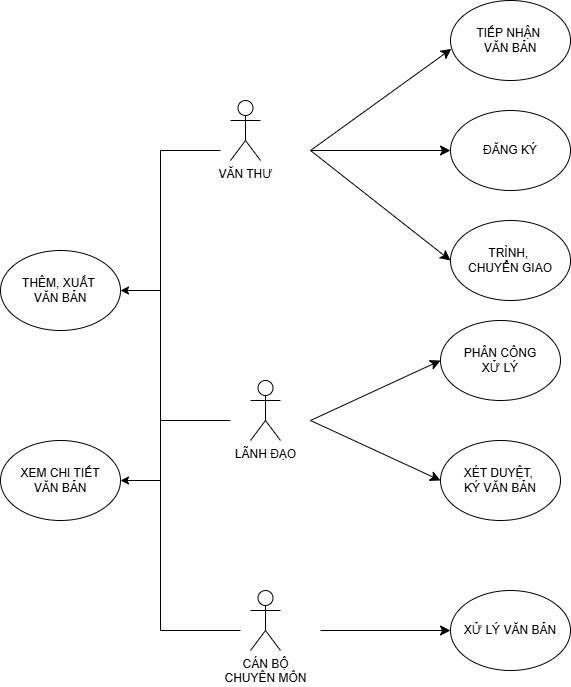 TIẾP NHẬN
VĂN BẢN
VĂN THƯ
ĐĂNG KÝ
TRÌNH,
CHUYỂN GIAO
THÊM, XUẤT
VĂN BẢN
PHÂN CÔNG
XỬ LÝ
LÃNH ĐẠO
XEM CHI TIẾT
VĂN BẢN
XÉT DUYỆT,
KÝ VĂN BẢN
CÁN BỘ
CHUYÊN MÔN
XỬ LÝ VĂN BẢN